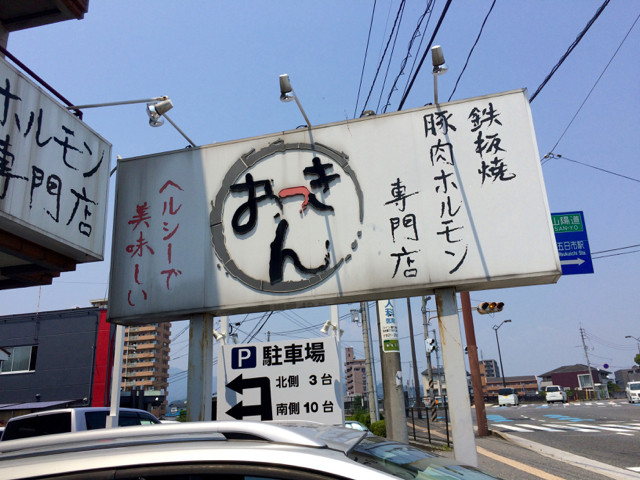 ホルモン
専門店
鉄板焼
豚肉ホルモン
専門店
おっきん
ヘルシーで
美味しい
P 駐車場
北側 3台
南側 10台
山陽道
SAN-YO
五日市駅